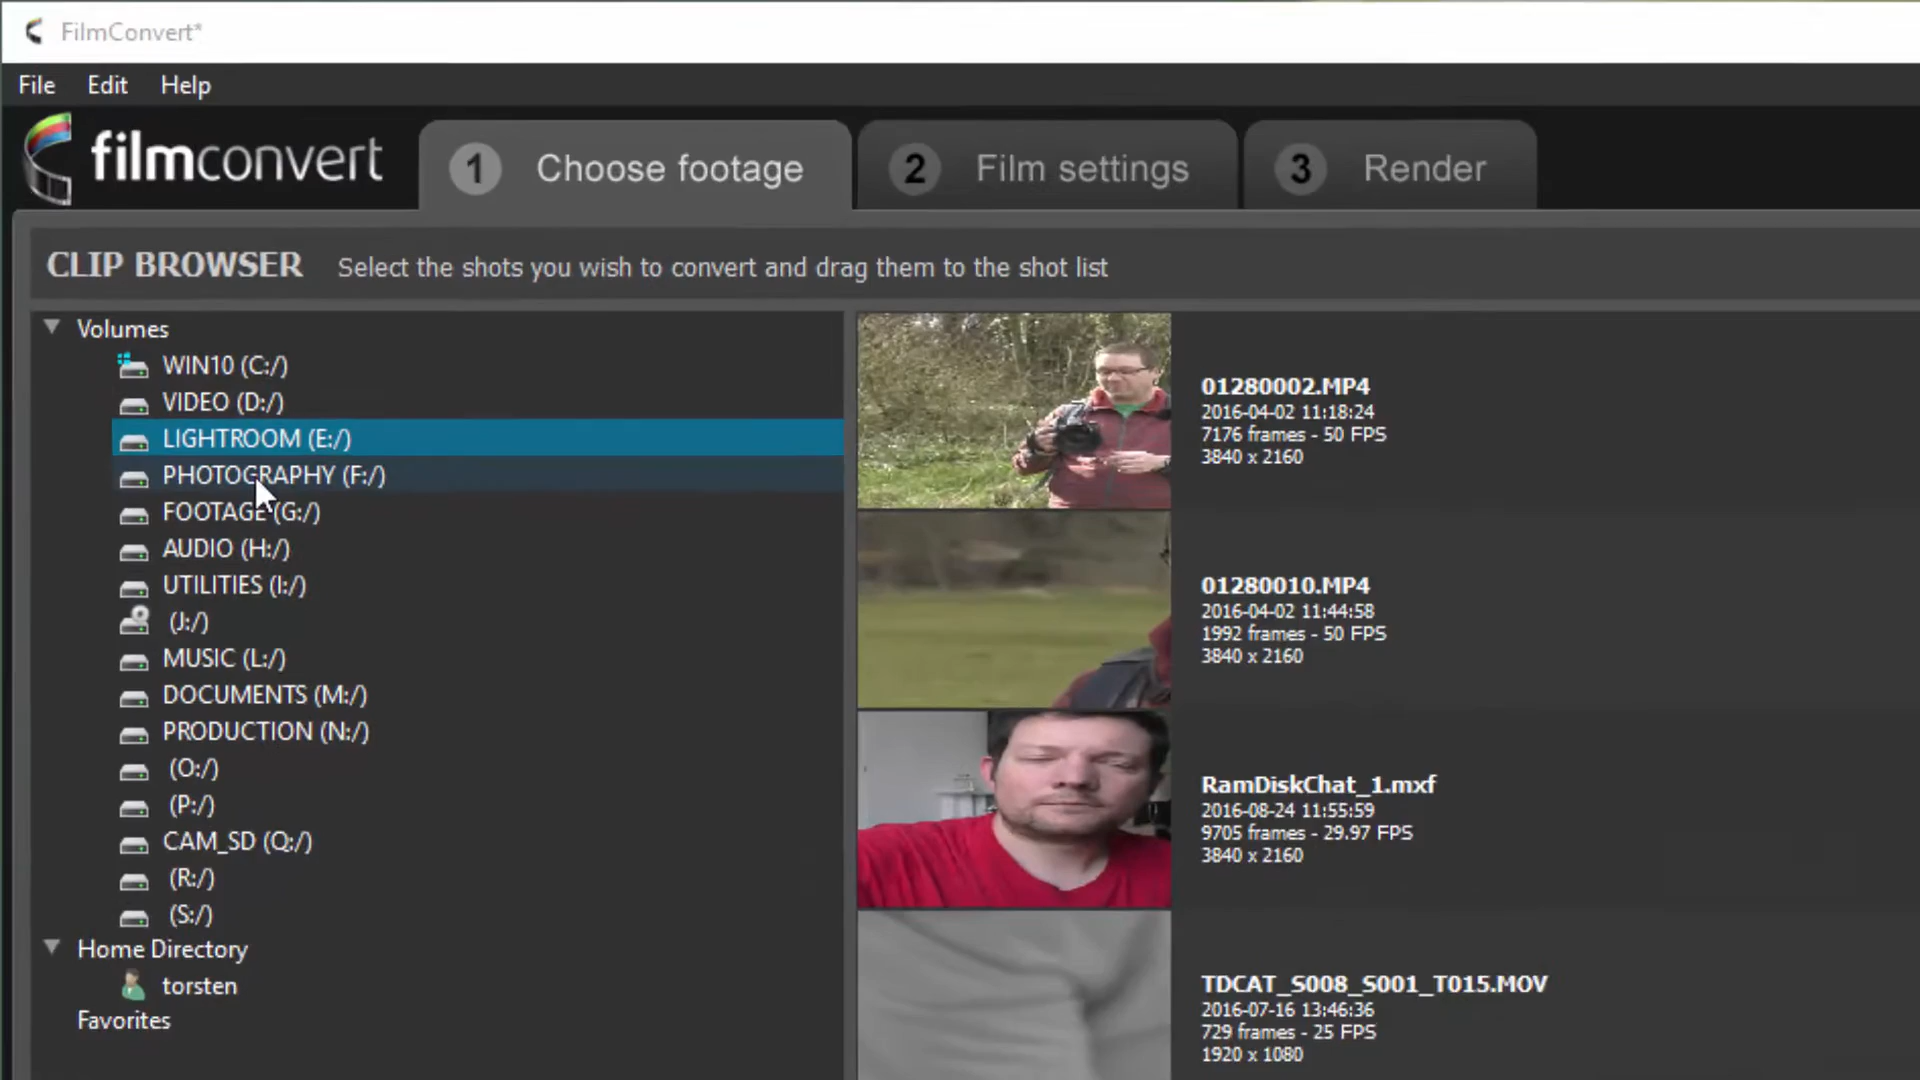 FilmConvert*
File Edit Help
filmconvert
1 Choose footage
2 Film settings
3 Render
CLIP BROWSER Select the shots you wish to convert and drag them to the shot list
Volumes
WIN10 (C:/)
VIDEO (D:/)
LIGHTROOM (E:/)
PHOTOGRAPHY (F:/)
FOOTAGE (G:/)
AUDIO (H:/)
UTILITIES (I:/)
(J:/)
MUSIC (L:/)
DOCUMENTS (M:/)
PRODUCTION (N:/)
(O:/)
(P:/)
CAM_SD (Q:/)
(R:/)
(S:/)
Home Directory
torsten
Favorites
01280002.MP4
2016-04-02 11:18:24
7176 frames - 50 FPS
3840 x 2160
01280010.MP4
2016-04-02 11:44:58
1992 frames - 50 FPS
3840 x 2160
RamDiskChat_1.mxf
2016-08-24 11:55:59
9705 frames - 29.97 FPS
3840 x 2160
TDCAT_S008_S001_T015.MOV
2016-07-16 13:46:36
729 frames - 25 FPS
1920 x 1080